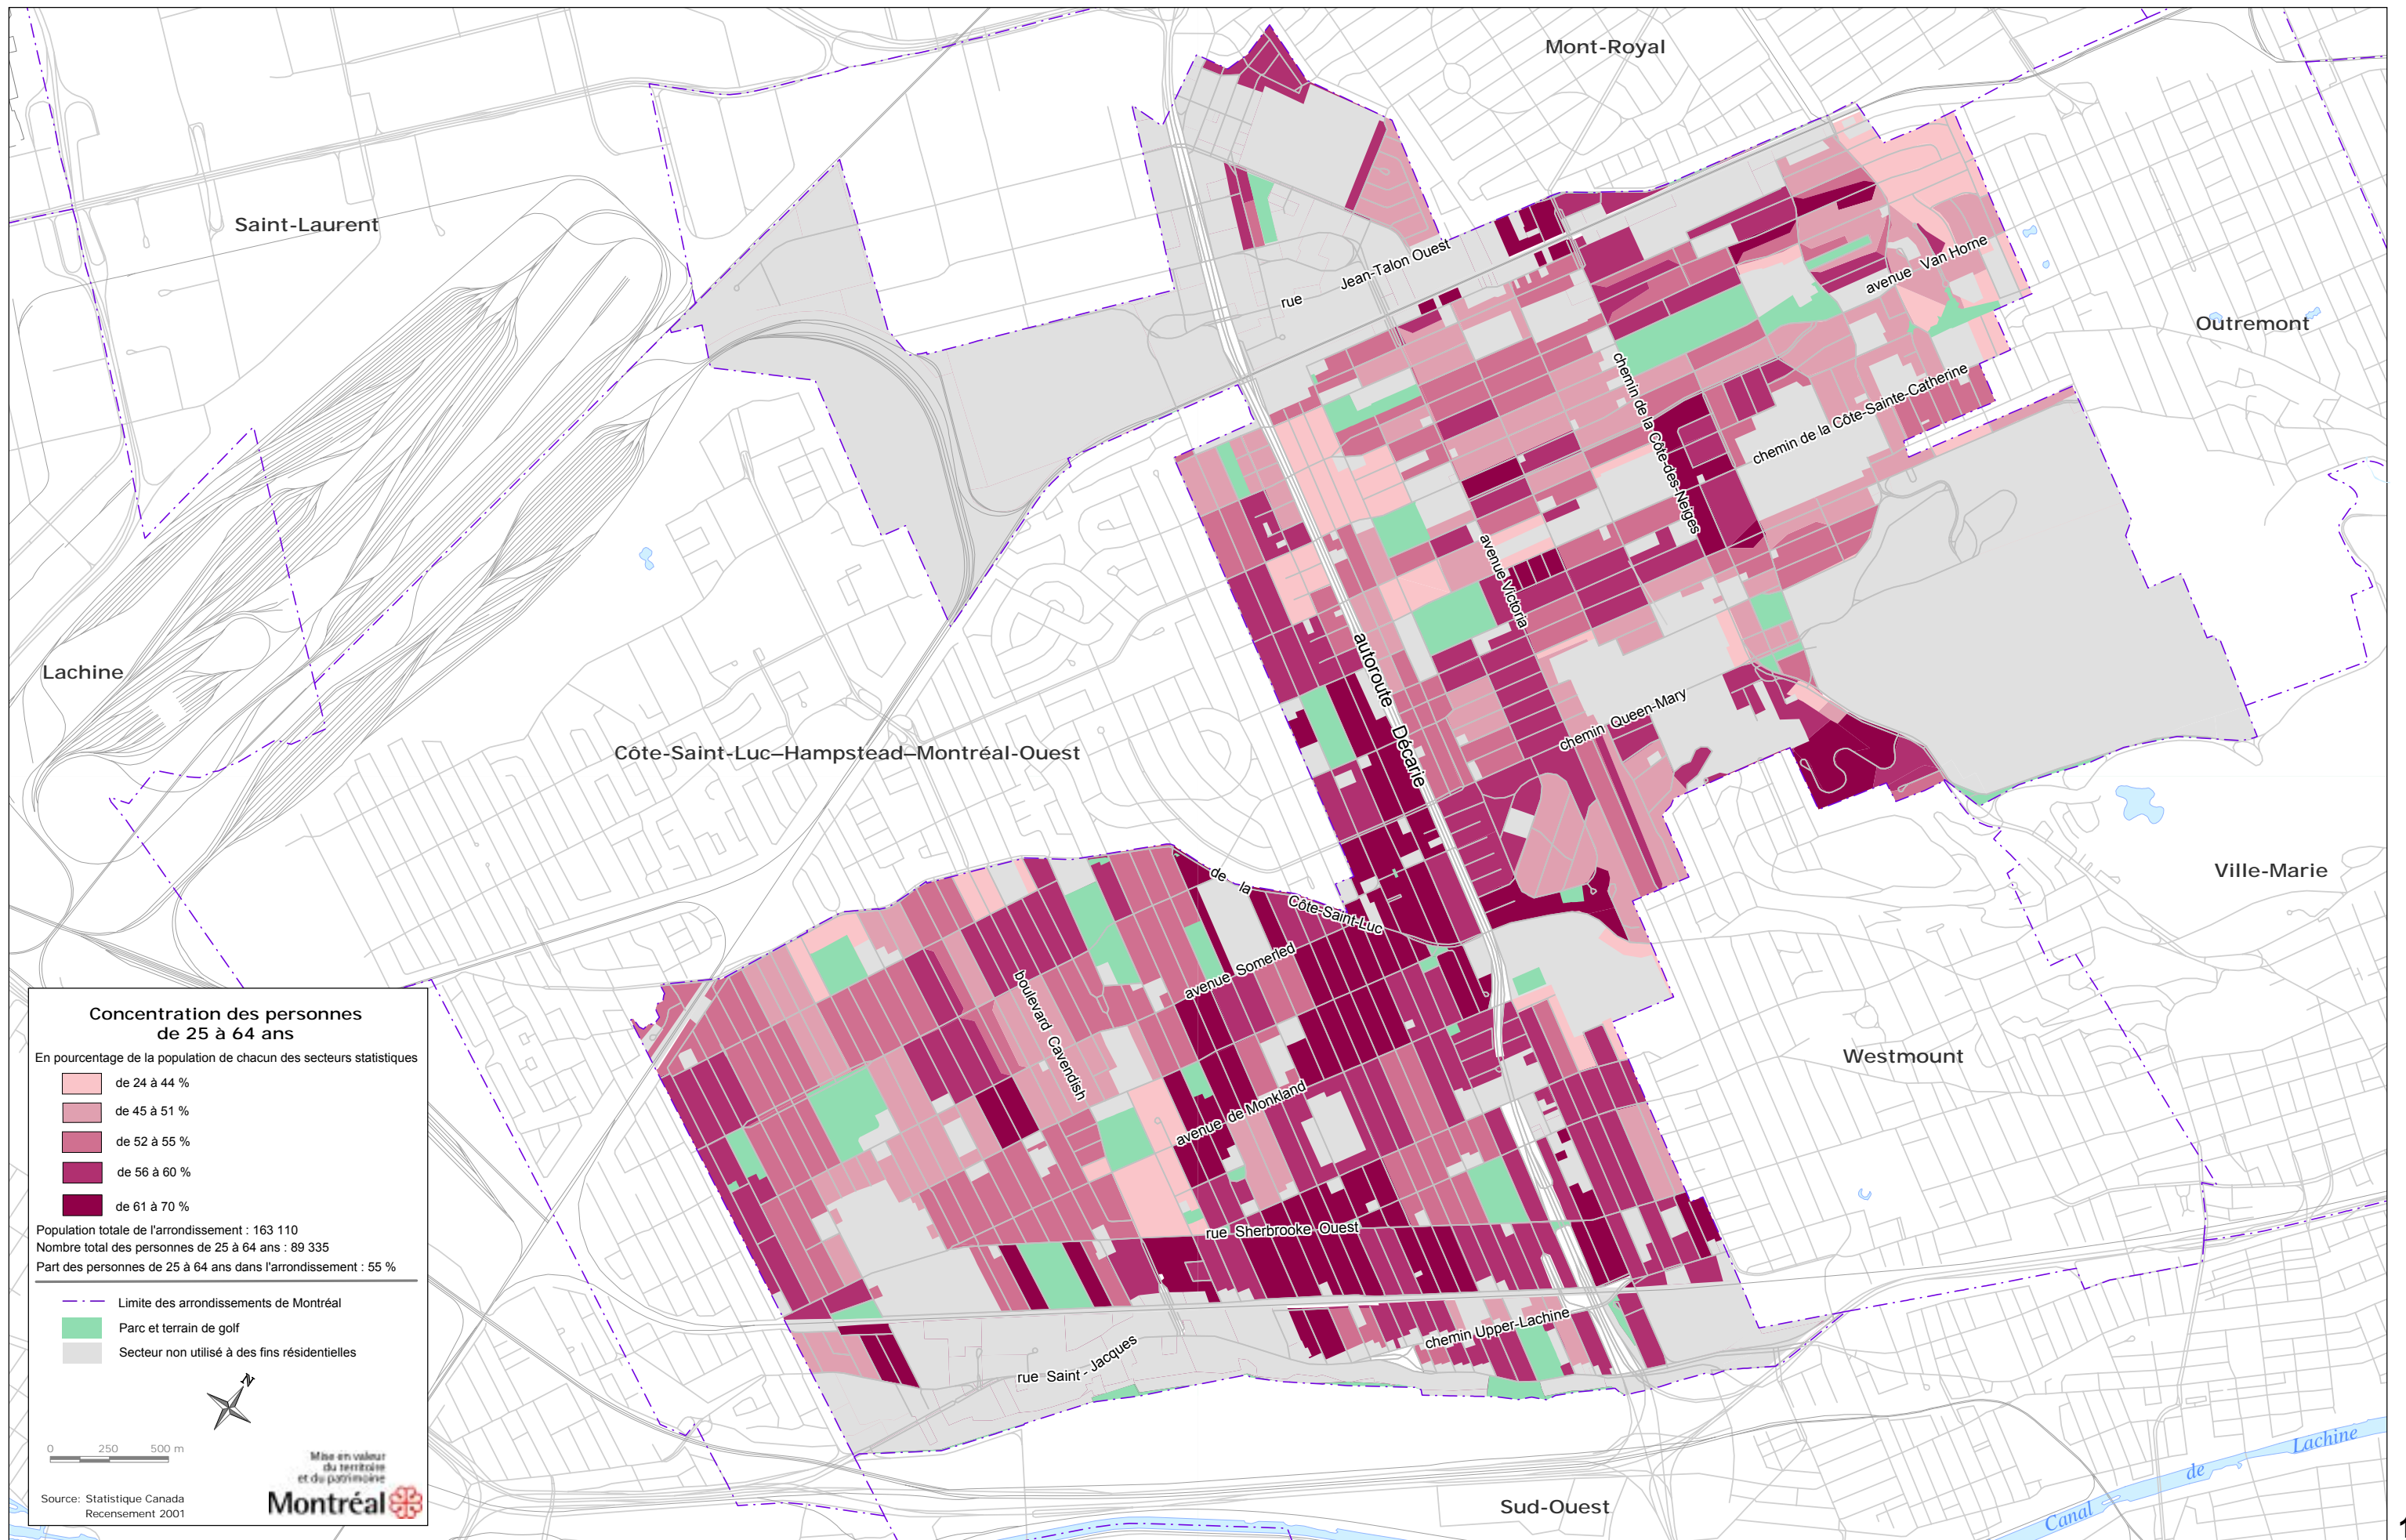 Mont-Royal
Saint-Laurent
rue Jean-Talon Ouest
avenue Van Horne
Outremont
chemin de la Côte-des-Neiges
chemin de la Côte-Sainte-Catherine
avenue Victoria
Lachine
autoroute Décarie
chemin Queen-Mary
Côte-Saint-Luc–Hampstead–Montréal-Ouest
Ville-Marie
de la Côte-Saint-Luc
avenue Somerled
boulevard Cavendish
Westmount
avenue de Monkland
rue Sherbrooke Ouest
chemin Upper-Lachine
rue Saint-Jacques
Sud-Ouest
Canal de Lachine
Concentration des personnes
de 25 à 64 ans
En pourcentage de la population de chacun des secteurs statistiques
de 24 à 44 %
de 45 à 51 %
de 52 à 55 %
de 56 à 60 %
de 61 à 70 %
Population totale de l'arrondissement : 163 110
Nombre total des personnes de 25 à 64 ans : 89 335
Part des personnes de 25 à 64 ans dans l'arrondissement : 55 %
Limite des arrondissements de Montréal
Parc et terrain de golf
Secteur non utilisé à des fins résidentielles
N
0 250 500 m
Mise en valeur
du territoire
et du patrimoine
Montréal
Source: Statistique Canada
Recensement 2001